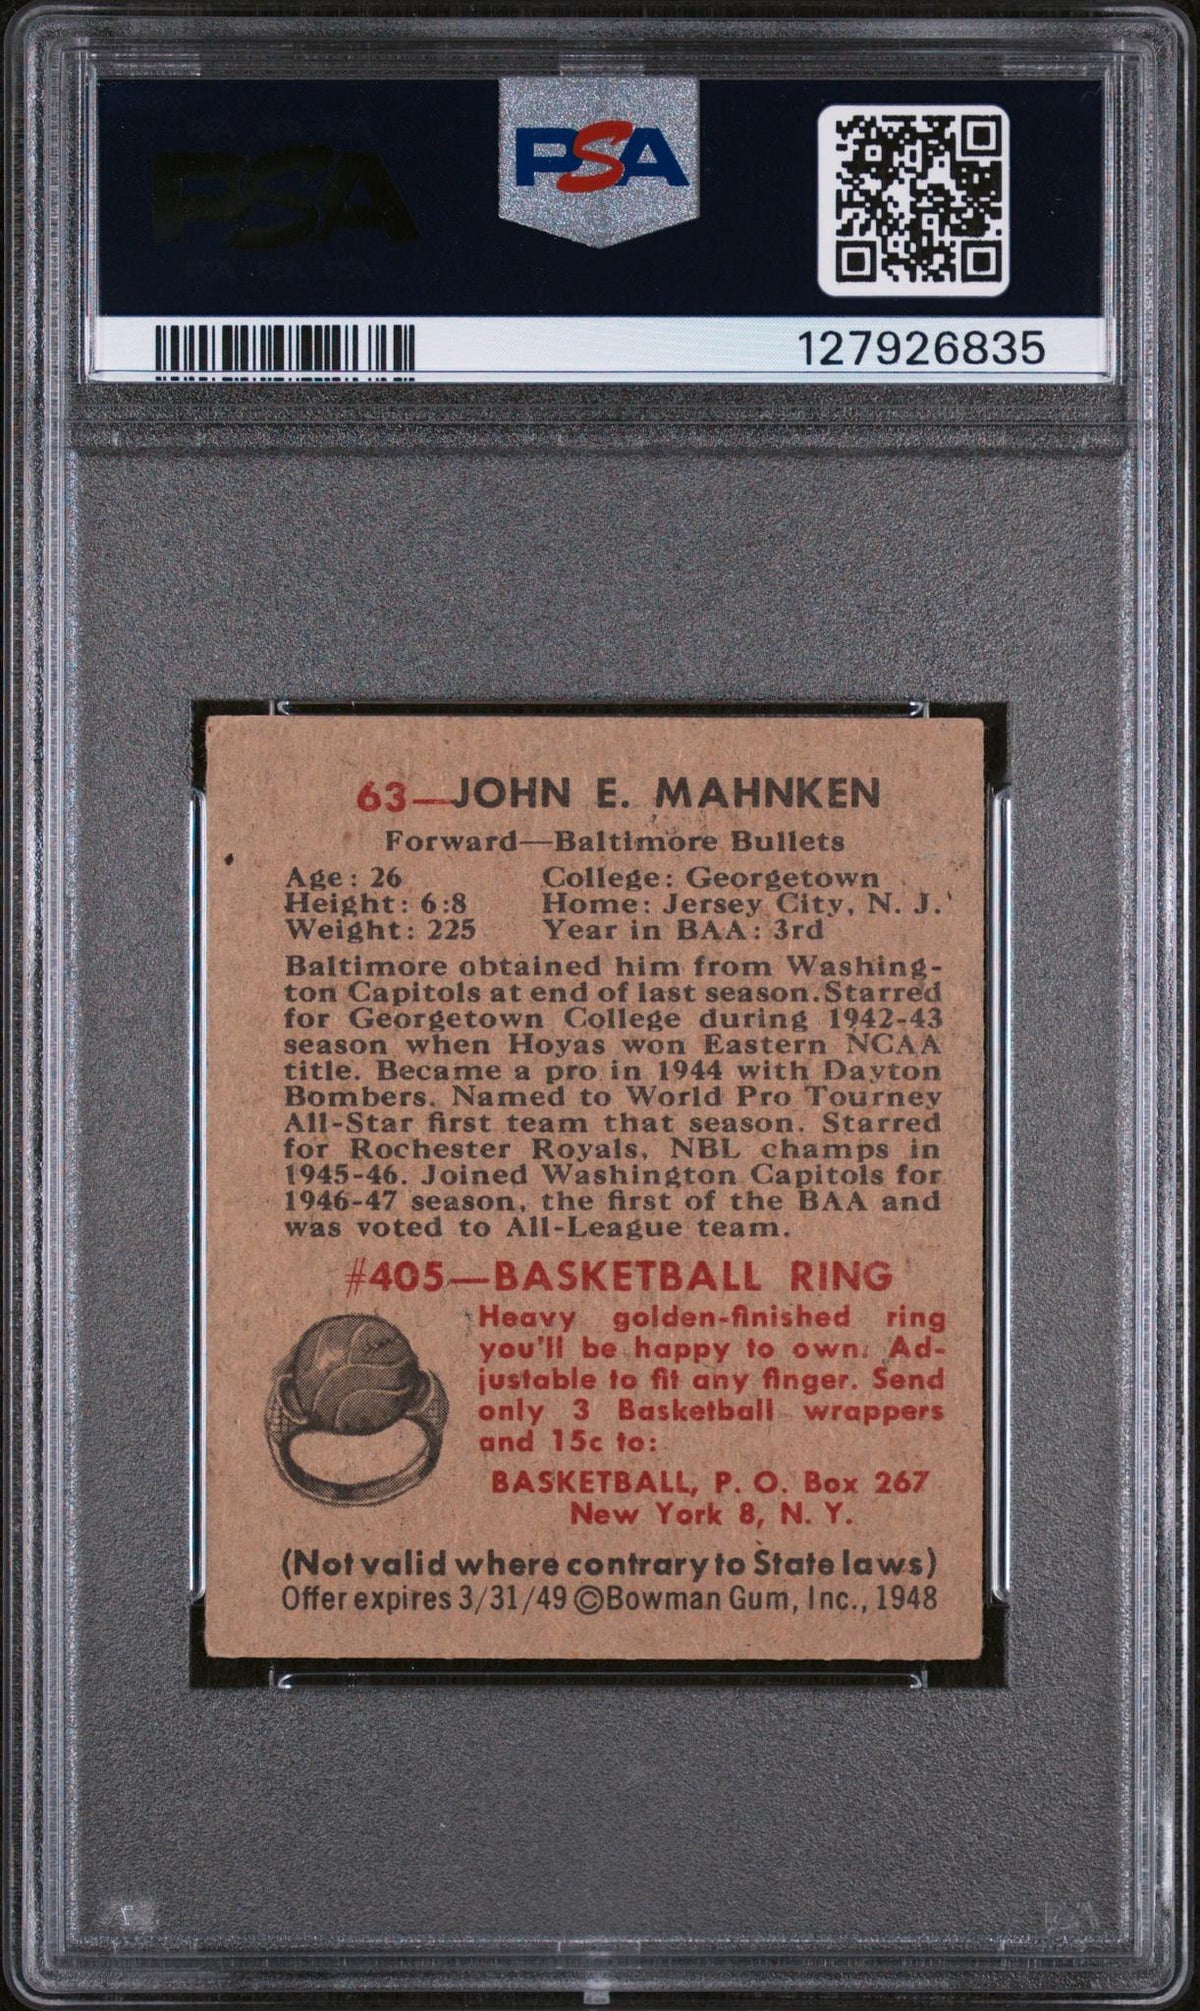 PSA
PSA
127926835
63—JOHN E. MAHNKEN
Forward—Baltimore Bullets
Age: 26 College: Georgetown
Height: 6:8 Home: Jersey City, N. J.
Weight: 225 Year in BAA: 3rd
Baltimore obtained him from Washing-
ton Capitols at end of last season. Starred
for Georgetown College during 1942-43
season when Hoyas won Eastern NCAA
title. Became a pro in 1944 with Dayton
Bombers. Named to World Pro Tourney
All-Star first team that season. Starred
for Rochester Royals, NBL champs in
1945-46. Joined Washington Capitols for
1946-47 season, the first of the BAA and
was voted to All-League team.
#405—BASKETBALL RING
Heavy golden-finished ring
you'll be happy to own. Ad-
justable to fit any finger. Send
only 3 Basketball wrappers
and 15c to:
BASKETBALL, P. O. Box 267
New York 8, N. Y.
(Not valid where contrary to State laws)
Offer expires 3/31/49 ©Bowman Gum, Inc., 1948